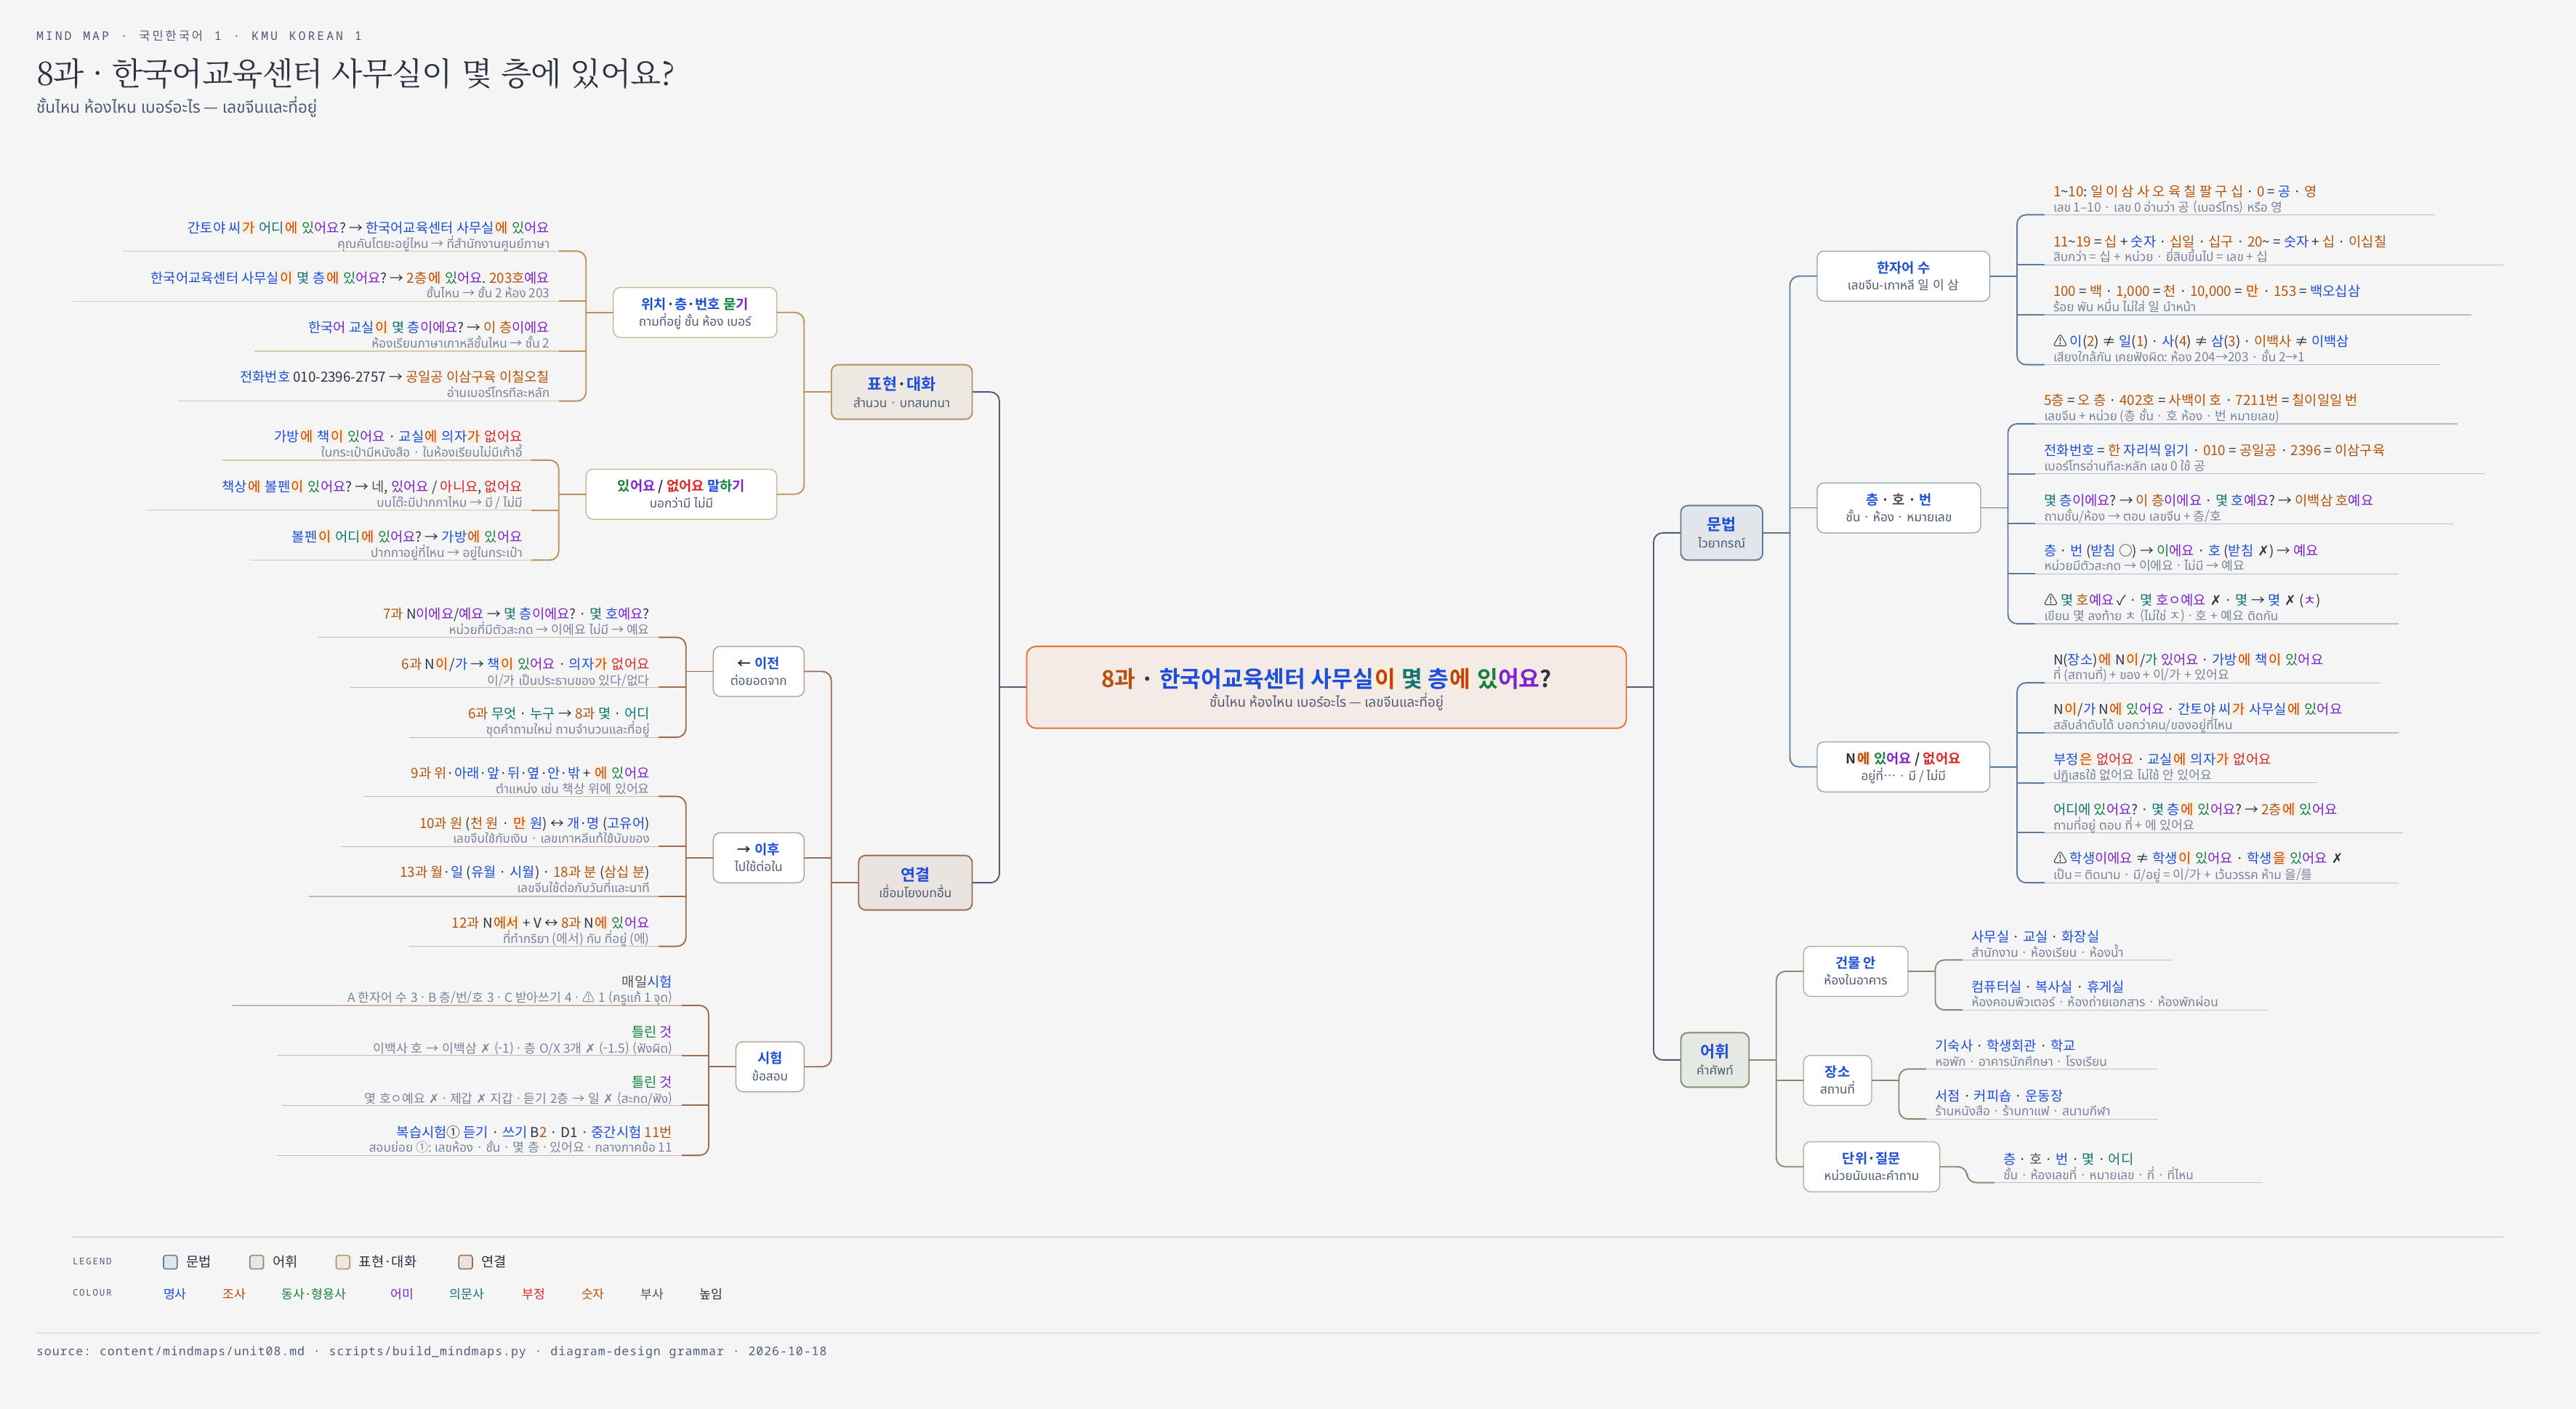 MIND MAP · 국민한국어 1 · KMU KOREAN 1
8과 · 한국어교육센터 사무실이 몇 층에 있어요?
ชั้นไหน ห้องไหน เบอร์อะไร — เลขจีนและที่อยู่
간토야 씨가 어디에 있어요? → 한국어교육센터 사무실에 있어요
คุณคันโตยะอยู่ไหน → ที่สำนักงานศูนย์ภาษา
한국어교육센터 사무실이 몇 층에 있어요? → 2층에 있어요. 203호예요
ชั้นไหน → ชั้น 2 ห้อง 203
한국어 교실이 몇 층이에요? → 이 층이에요
ห้องเรียนภาษาเกาหลีชั้นไหน → ชั้น 2
전화번호 010-2396-2757 → 공일공 이삼구육 이칠오칠
อ่านเบอร์โทรทีละหลัก
위치·층·번호 묻기
ถามที่อยู่ ชั้น ห้อง เบอร์
가방에 책이 있어요 · 교실에 의자가 없어요
ในกระเป๋ามีหนังสือ · ในห้องเรียนไม่มีเก้าอี้
책상에 볼펜이 있어요? → 네, 있어요 / 아니요, 없어요
บนโต๊ะมีปากกาไหม → มี / ไม่มี
볼펜이 어디에 있어요? → 가방에 있어요
ปากกาอยู่ที่ไหน → อยู่ในกระเป๋า
있어요 / 없어요 말하기
บอกว่ามี ไม่มี
표현·대화
สำนวน · บทสนทนา
7과 N이에요/예요 → 몇 층이에요? · 몇 호예요?
หน่วยที่มีตัวสะกด → 이에요 ไม่มี → 예요
6과 N이/가 → 책이 있어요 · 의자가 없어요
이/가 เป็นประธานของ 있다/없다
6과 무엇 · 누구 → 8과 몇 · 어디
ชุดคำถามใหม่ ถามจำนวนและที่อยู่
← 이전
ต่อยอดจาก
9과 위·아래·앞·뒤·옆·안·밖 + 에 있어요
ตำแหน่ง เช่น 책상 위에 있어요
10과 원 (천 원 · 만 원) ↔ 개·명 (고유어)
เลขจีนใช้กับเงิน · เลขเกาหลีแท้ใช้นับของ
13과 월·일 (유월 · 시월) · 18과 분 (삼십 분)
เลขจีนใช้ต่อกับวันที่และนาที
12과 N에서 + V ↔ 8과 N에 있어요
ที่ทำกริยา (에서) กับ ที่อยู่ (에)
→ 이후
ไปใช้ต่อใน
매일시험
A 한자어 수 3 · B 층/번/호 3 · C 받아쓰기 4 · ⚠ 1 (ครูแก้ 1 จุด)
틀린 것
이백사 호 → 이백삼 ✗ (-1) · 층 O/X 3개 ✗ (-1.5) (ฟังผิด)
틀린 것
몇 호ㅇ예요 ✗ · 제갑 ✗ 지갑 · 듣기 2층 → 일 ✗ (สะกด/ฟัง)
복습시험① 듣기 · 쓰기 B2 · D1 · 중간시험 11번
สอบย่อย ①: เลขห้อง · ชั้น · 몇 층 · 있어요 · กลางภาคข้อ 11
시험
ข้อสอบ
연결
เชื่อมโยงบทอื่น
8과 · 한국어교육센터 사무실이 몇 층에 있어요?
ชั้นไหน ห้องไหน เบอร์อะไร — เลขจีนและที่อยู่
문법
ไวยากรณ์
한자어 수
เลขจีน-เกาหลี 일 이 삼
1~10: 일 이 삼 사 오 육 칠 팔 구 십 · 0 = 공 · 영
เลข 1–10 · เลข 0 อ่านว่า 공 (เบอร์โทร) หรือ 영
11~19 = 십 + 숫자 · 십일 · 십구 · 20~ = 숫자 + 십 · 이십칠
สิบกว่า = 십 + หน่วย · ยี่สิบขึ้นไป = เลข + 십
100 = 백 · 1,000 = 천 · 10,000 = 만 · 153 = 백오십삼
ร้อย พัน หมื่น ไม่ใส่ 일 นำหน้า
⚠ 이(2) ≠ 일(1) · 사(4) ≠ 삼(3) · 이백사 ≠ 이백삼
เสียงใกล้กัน เคยฟังผิด: ห้อง 204→203 · ชั้น 2→1
층 · 호 · 번
ชั้น · ห้อง · หมายเลข
5층 = 오 층 · 402호 = 사백이 호 · 7211번 = 칠이일일 번
เลขจีน + หน่วย (층 ชั้น · 호 ห้อง · 번 หมายเลข)
전화번호 = 한 자리씩 읽기 · 010 = 공일공 · 2396 = 이삼구육
เบอร์โทรอ่านทีละหลัก เลข 0 ใช้ 공
몇 층이에요? → 이 층이에요 · 몇 호예요? → 이백삼 호예요
ถามชั้น/ห้อง → ตอบ เลขจีน + 층/호
층 · 번 (받침 ◯) → 이에요 · 호 (받침 ✗) → 예요
หน่วยมีตัวสะกด → 이에요 · ไม่มี → 예요
⚠ 몇 호예요 ✓ · 몇 호ㅇ예요 ✗ · 몇 → 몆 ✗ (ㅊ)
เขียน 몇 ลงท้าย ㅊ (ไม่ใช่ ㅈ) · 호 + 예요 ติดกัน
N에 있어요 / 없어요
อยู่ที่… · มี / ไม่มี
N(장소)에 N이/가 있어요 · 가방에 책이 있어요
ที่ (สถานที่) + ของ + 이/가 + 있어요
N이/가 N에 있어요 · 간토야 씨가 사무실에 있어요
สลับลำดับได้ บอกว่าคน/ของอยู่ที่ไหน
부정은 없어요 · 교실에 의자가 없어요
ปฏิเสธใช้ 없어요 ไม่ใช้ 안 있어요
어디에 있어요? · 몇 층에 있어요? → 2층에 있어요
ถามที่อยู่ ตอบ ที่ + 에 있어요
⚠ 학생이에요 ≠ 학생이 있어요 · 학생을 있어요 ✗
เป็น = ติดนาม · มี/อยู่ = 이/가 + เว้นวรรค ห้าม 을/를
어휘
คำศัพท์
건물 안
ห้องในอาคาร
사무실 · 교실 · 화장실
สำนักงาน · ห้องเรียน · ห้องน้ำ
컴퓨터실 · 복사실 · 휴게실
ห้องคอมพิวเตอร์ · ห้องถ่ายเอกสาร · ห้องพักผ่อน
장소
สถานที่
기숙사 · 학생회관 · 학교
หอพัก · อาคารนักศึกษา · โรงเรียน
서점 · 커피숍 · 운동장
ร้านหนังสือ · ร้านกาแฟ · สนามกีฬา
단위·질문
หน่วยนับและคำถาม
층 · 호 · 번 · 몇 · 어디
ชั้น · ห้องเลขที่ · หมายเลข · กี่ · ที่ไหน
LEGEND 문법 어휘 표현·대화 연결
COLOUR 명사 조사 동사·형용사 어미 의문사 부정 숫자 부사 높임
source: content/mindmaps/unit08.md · scripts/build_mindmaps.py · diagram-design grammar · 2026-10-18